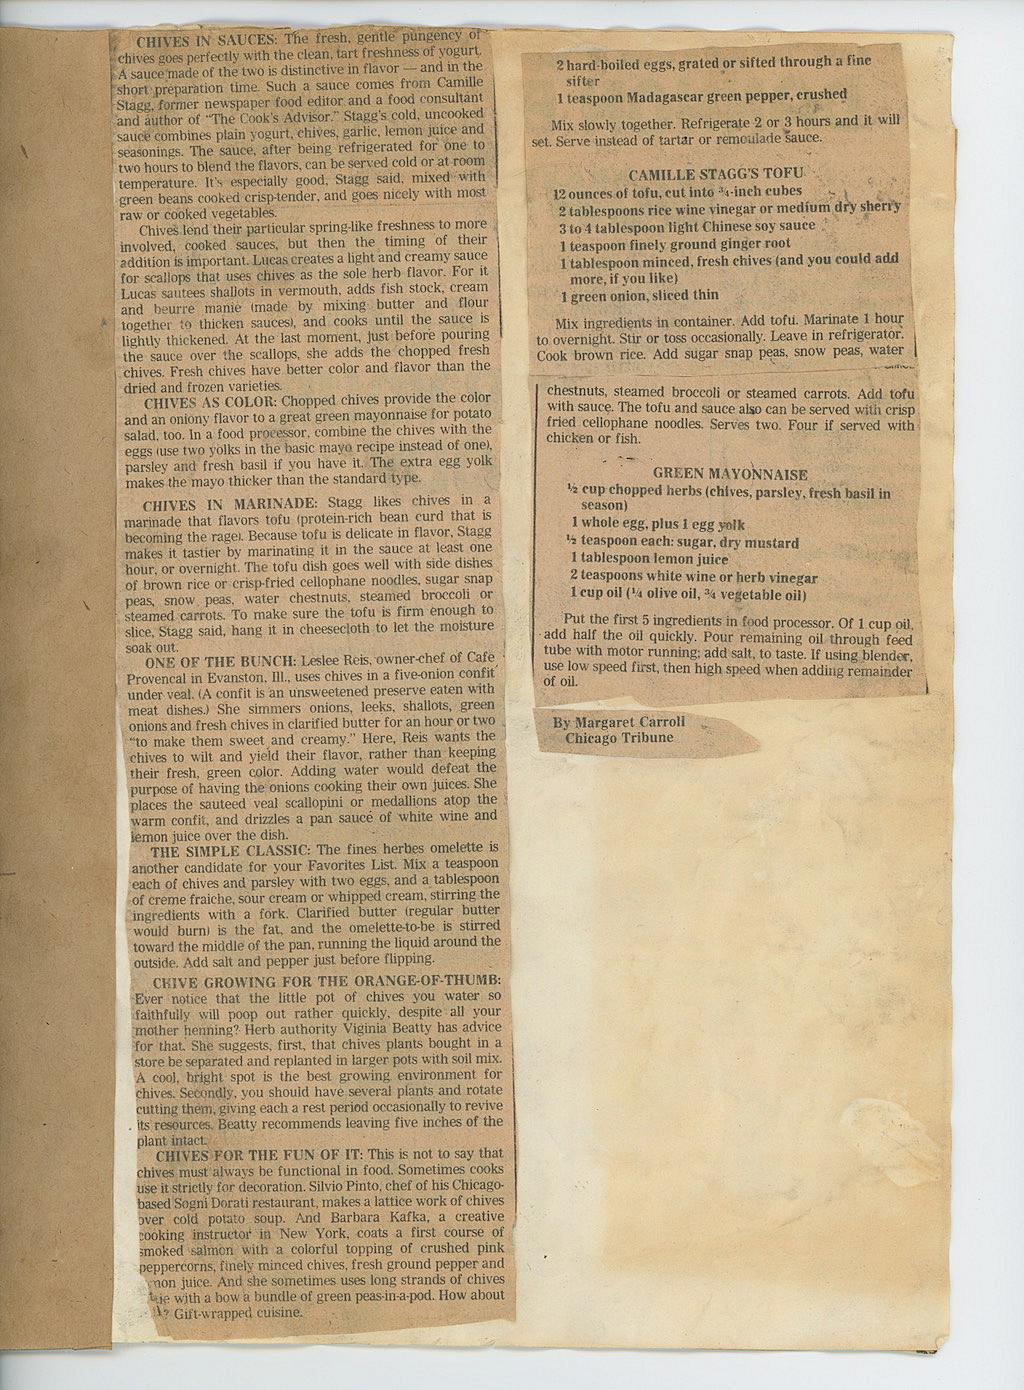 CHIVES IN SAUCES: The fresh, gentle pungency of
chives goes perfectly with the clean, tart freshness of yogurt.
A sauce made of the two is distinctive in flavor — and in the
short preparation time. Such a sauce comes from Camille
Stagg, former newspaper food editor and a food consultant
and author of "The Cook's Advisor." Stagg's cold, uncooked
sauce combines plain yogurt, chives, garlic, lemon juice and
seasonings. The sauce, after being refrigerated for one to
two hours to blend the flavors, can be served cold or at room
temperature. It's especially good, Stagg said, mixed with
green beans cooked crisp-tender, and goes nicely with most
raw or cooked vegetables.
Chives lend their particular spring-like freshness to more
involved, cooked sauces, but then the timing of their
addition is important. Lucas creates a light and creamy sauce
for scallops that uses chives as the sole herb flavor. For it
Lucas sautees shallots in vermouth, adds fish stock, cream
and beurre manie (made by mixing butter and flour
together to thicken sauces), and cooks until the sauce is
lightly thickened. At the last moment, just before pouring
the sauce over the scallops, she adds the chopped fresh
chives. Fresh chives have better color and flavor than the
dried and frozen varieties.
CHIVES AS COLOR: Chopped chives provide the color
and an oniony flavor to a great green mayonnaise for potato
salad, too. In a food processor, combine the chives with the
eggs (use two yolks in the basic mayo recipe instead of one),
parsley and fresh basil if you have it. The extra egg yolk
makes the mayo thicker than the standard type.
CHIVES IN MARINADE: Stagg likes chives in a
marinade that flavors tofu (protein-rich bean curd that is
becoming the rage). Because tofu is delicate in flavor, Stagg
makes it tastier by marinating it in the sauce at least one
hour, or overnight. The tofu dish goes well with side dishes
of brown rice or crisp-fried cellophane noodles, sugar snap
peas, snow peas, water chestnuts, steamed broccoli or
steamed carrots. To make sure the tofu is firm enough to
slice, Stagg said, hang it in cheesecloth to let the moisture
soak out.
ONE OF THE BUNCH: Leslee Reis, owner-chef of Cafe
Provencal in Evanston, Ill., uses chives in a five-onion confit
under veal. (A confit is an unsweetened preserve eaten with
meat dishes.) She simmers onions, leeks, shallots, green
onions and fresh chives in clarified butter for an hour or two
"to make them sweet and creamy." Here, Reis wants the
chives to wilt and yield their flavor, rather than keeping
their fresh, green color. Adding water would defeat the
purpose of having the onions cooking their own juices. She
places the sauteed veal scallopini or medallions atop the
warm confit, and drizzles a pan sauce of white wine and
lemon juice over the dish.
THE SIMPLE CLASSIC: The fines herbes omelette is
another candidate for your Favorites List. Mix a teaspoon
each of chives and parsley with two eggs, and a tablespoon
of creme fraiche, sour cream or whipped cream, stirring the
ingredients with a fork. Clarified butter (regular butter
would burn) is the fat, and the omelette-to-be is stirred
toward the middle of the pan, running the liquid around the
outside. Add salt and pepper just before flipping.
CHIVE GROWING FOR THE ORANGE-OF-THUMB:
Ever notice that the little pot of chives you water so
faithfully will poop out rather quickly, despite all your
mother henning? Herb authority Viginia Beatty has advice
for that. She suggests, first, that chives plants bought in a
store be separated and replanted in larger pots with soil mix.
A cool, bright spot is the best growing environment for
chives. Secondly, you should have several plants and rotate
cutting them, giving each a rest period occasionally to revive
its resources. Beatty recommends leaving five inches of the
plant intact.
CHIVES FOR THE FUN OF IT: This is not to say that
chives must always be functional in food. Sometimes cooks
use it strictly for decoration. Silvio Pinto, chef of his Chicago-
based Sogni Dorati restaurant, makes a lattice work of chives
over cold potato soup. And Barbara Kafka, a creative
cooking instructor in New York, coats a first course of
smoked salmon with a colorful topping of crushed pink
peppercorns, finely minced chives, fresh ground pepper and
juice. And she sometimes uses long strands of chives
with a bow a bundle of green peas-in-a-pod. How about
? Gift-wrapped cuisine.
2 hard-boiled eggs, grated or sifted through a fine
sifter
1 teaspoon Madagascar green pepper, crushed
Mix slowly together. Refrigerate 2 or 3 hours and it will
set. Serve instead of tartar or remoulade sauce.
CAMILLE STAGG'S TOFU
12 ounces of tofu, cut into ¾-inch cubes
2 tablespoons rice wine vinegar or medium dry sherry
3 to 4 tablespoon light Chinese soy sauce
1 teaspoon finely ground ginger root
1 tablespoon minced, fresh chives (and you could add
more, if you like)
1 green onion, sliced thin
Mix ingredients in container. Add tofu. Marinate 1 hour
to overnight. Stir or toss occasionally. Leave in refrigerator.
Cook brown rice. Add sugar snap peas, snow peas, water
chestnuts, steamed broccoli or steamed carrots. Add tofu
with sauce. The tofu and sauce also can be served with crisp
fried cellophane noodles. Serves two. Four if served with
chicken or fish.
GREEN MAYONNAISE
½ cup chopped herbs (chives, parsley, fresh basil in
season)
1 whole egg, plus 1 egg yolk
½ teaspoon each: sugar, dry mustard
1 tablespoon lemon juice
2 teaspoons white wine or herb vinegar
1 cup oil (¼ olive oil, ¾ vegetable oil)
Put the first 5 ingredients in food processor. Of 1 cup oil,
add half the oil quickly. Pour remaining oil through feed
tube with motor running; add salt, to taste. If using blender,
use low speed first, then high speed when adding remainder
of oil.
By Margaret Carroll
Chicago Tribune